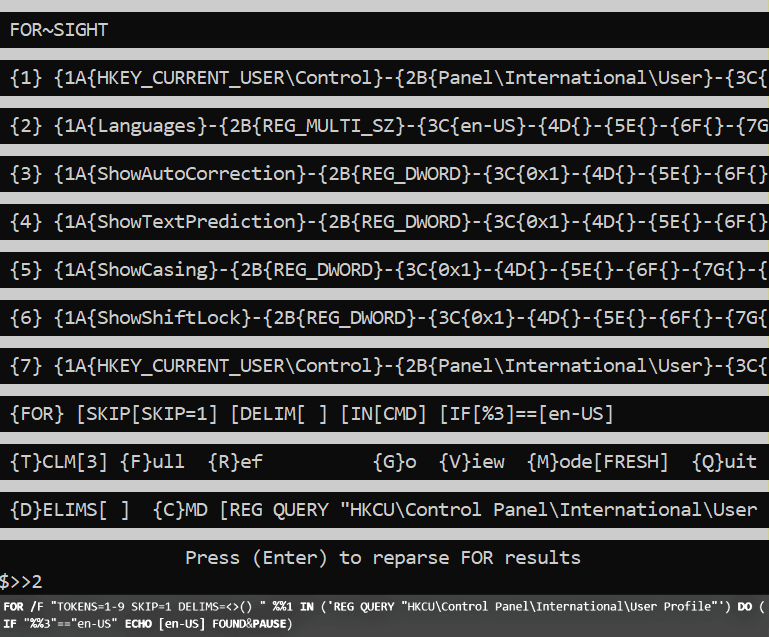 FOR~SIGHT
{1} {1A{HKEY_CURRENT_USER\Control}-{2B{Panel\International\User}-{3C{
{2} {1A{Languages}-{2B{REG_MULTI_SZ}-{3C{en-US}-{4D{}-{5E{}-{6F{}-{7G
{3} {1A{ShowAutoCorrection}-{2B{REG_DWORD}-{3C{0x1}-{4D{}-{5E{}-{6F{}
{4} {1A{ShowTextPrediction}-{2B{REG_DWORD}-{3C{0x1}-{4D{}-{5E{}-{6F{}
{5} {1A{ShowCasing}-{2B{REG_DWORD}-{3C{0x1}-{4D{}-{5E{}-{6F{}-{7G{}-{
{6} {1A{ShowShiftLock}-{2B{REG_DWORD}-{3C{0x1}-{4D{}-{5E{}-{6F{}-{7G{
{7} {1A{HKEY_CURRENT_USER\Control}-{2B{Panel\International\User}-{3C{
{FOR} [SKIP[SKIP=1] [DELIM[ ] [IN[CMD] [IF[%3]==[en-US]
{T}CLM[3] {F}ull {R}ef {G}o {V}iew {M}ode[FRESH] {Q}uit
{D}ELIMS[ ] {C}MD [REG QUERY "HKCU\Control Panel\International\User
Press (Enter) to reparse FOR results
$>>2
FOR /F "TOKENS=1-9 SKIP=1 DELIMS=<>() " %%1 IN ('REG QUERY "HKCU\Control Panel\International\User Profile"') DO (
IF "%%3"=="en-US" ECHO [en-US] FOUND&PAUSE)